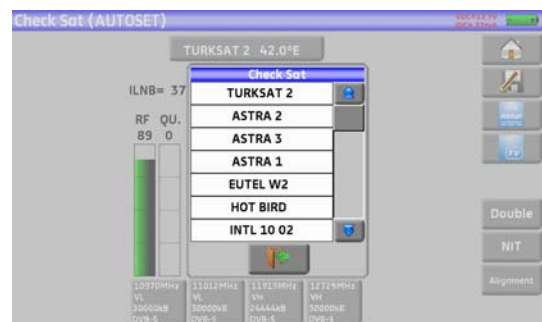 Check Sat (AUTOSET)
TURKSAT 2 42.0°E
Check Sat
ILNB= 37
TURKSAT 2
RF QU.
ASTRA 2
89 0
ASTRA 3
ASTRA 1
EUTEL W2
HOT BIRD
Double
INTL 10 02
NIT
Alignment
10970MHz 11012MHz 11919MHz 12729MHz
VL VL VH VH
30000kB 30000kB 24444kB 30000kB
DVB-S DVB-S DVB-S DVB-S